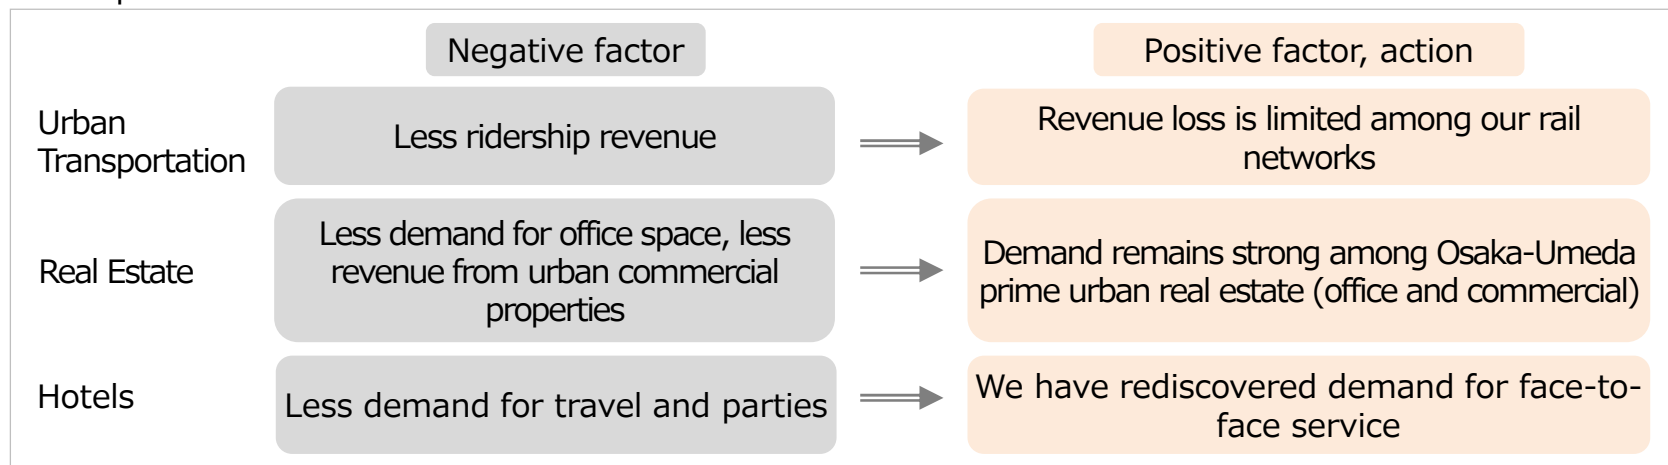 Negative factor
Positive factor, action
Urban
Transportation
Less ridership revenue
Revenue loss is limited among our rail
networks
Real Estate
Less demand for office space, less
revenue from urban commercial
properties
Demand remains strong among Osaka-Umeda
prime urban real estate (office and commercial)
Hotels
Less demand for travel and parties
We have rediscovered demand for face-to-
face service